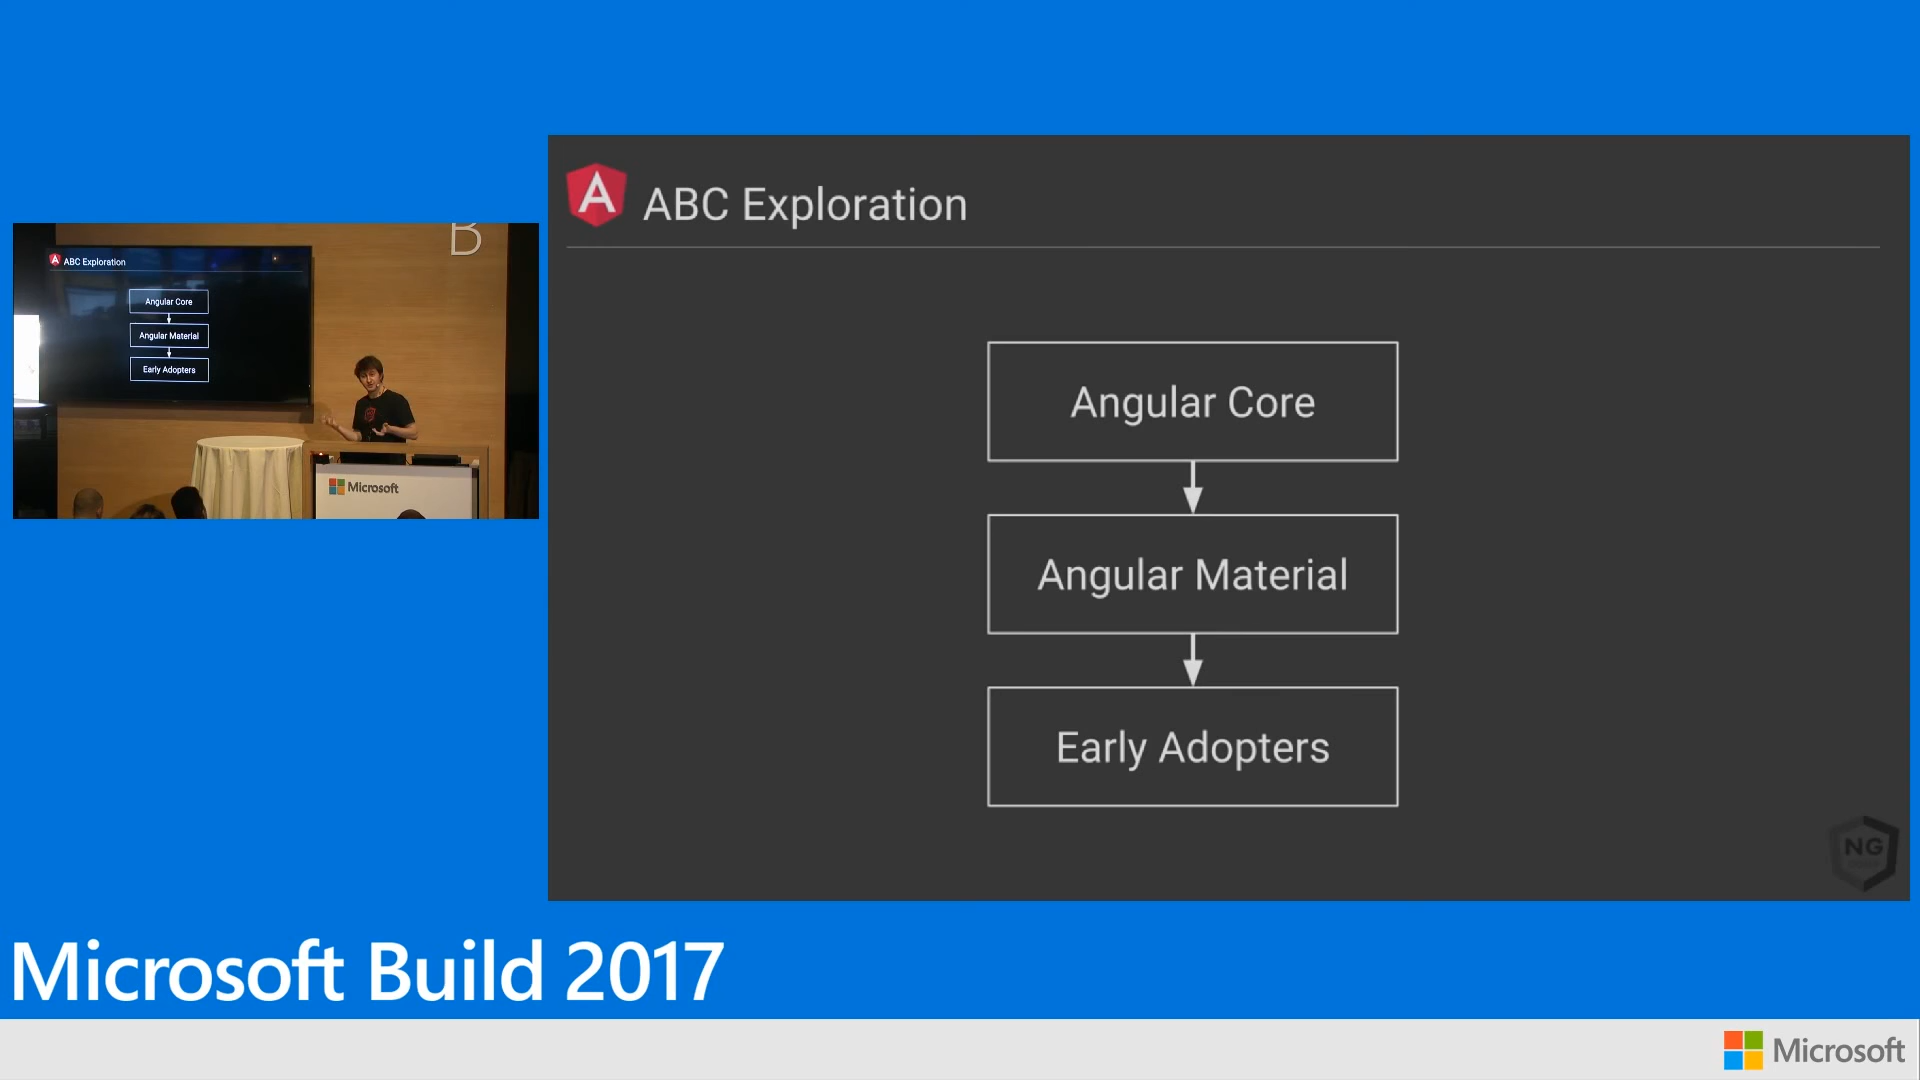 B
ABC Exploration
Angular Core
Angular Material
Early Adopters
Microsoft
ABC Exploration
Angular Core
Angular Material
Early Adopters
NG
Microsoft Build 2017
Microsoft